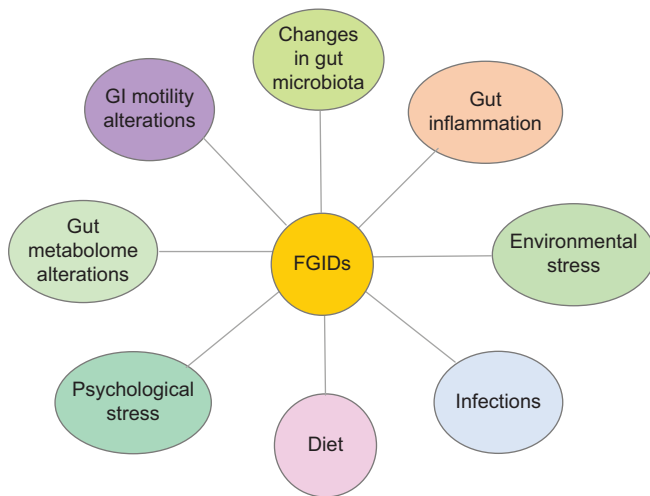 Changes
in gut
microbiota
GI motility
alterations
Gut
inflammation
Gut
metabolome
alterations
FGIDs
Environmental
stress
Psychological
stress
Diet
Infections